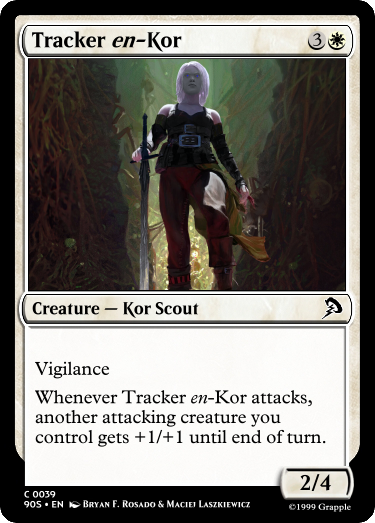 Tracker en-Kor 3
Creature — Kor Scout
Vigilance
Whenever Tracker en-Kor attacks,
another attacking creature you
control gets +1/+1 until end of turn.
2/4
C 0039
90S • EN Bryan F. Rosado & Maciej Laszkiewicz
©1999 Grapple